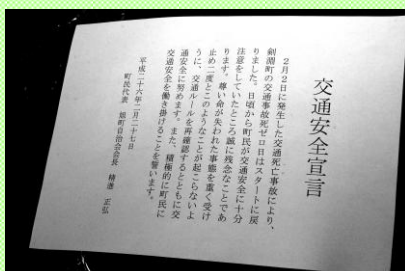 交通安全宣言
２月２日に発生した交通死亡事故により、
剣淵町の交通事故死ゼロ日はスタートに戻
りました。日頃から町民が交通安全に十分
注意をしていたところ誠に残念なことであ
ります。尊い命が失われた事態を重く受け
止め二度とこのようなことが起こらないよ
うに、交通ルールを再確認するとともに交
通安全に努めます。また、積極的に町民に
交通安全を働き掛けることを誓います。
平成二十六年二月二十七日
町民代表　旭町自治会会長　精進　正弘